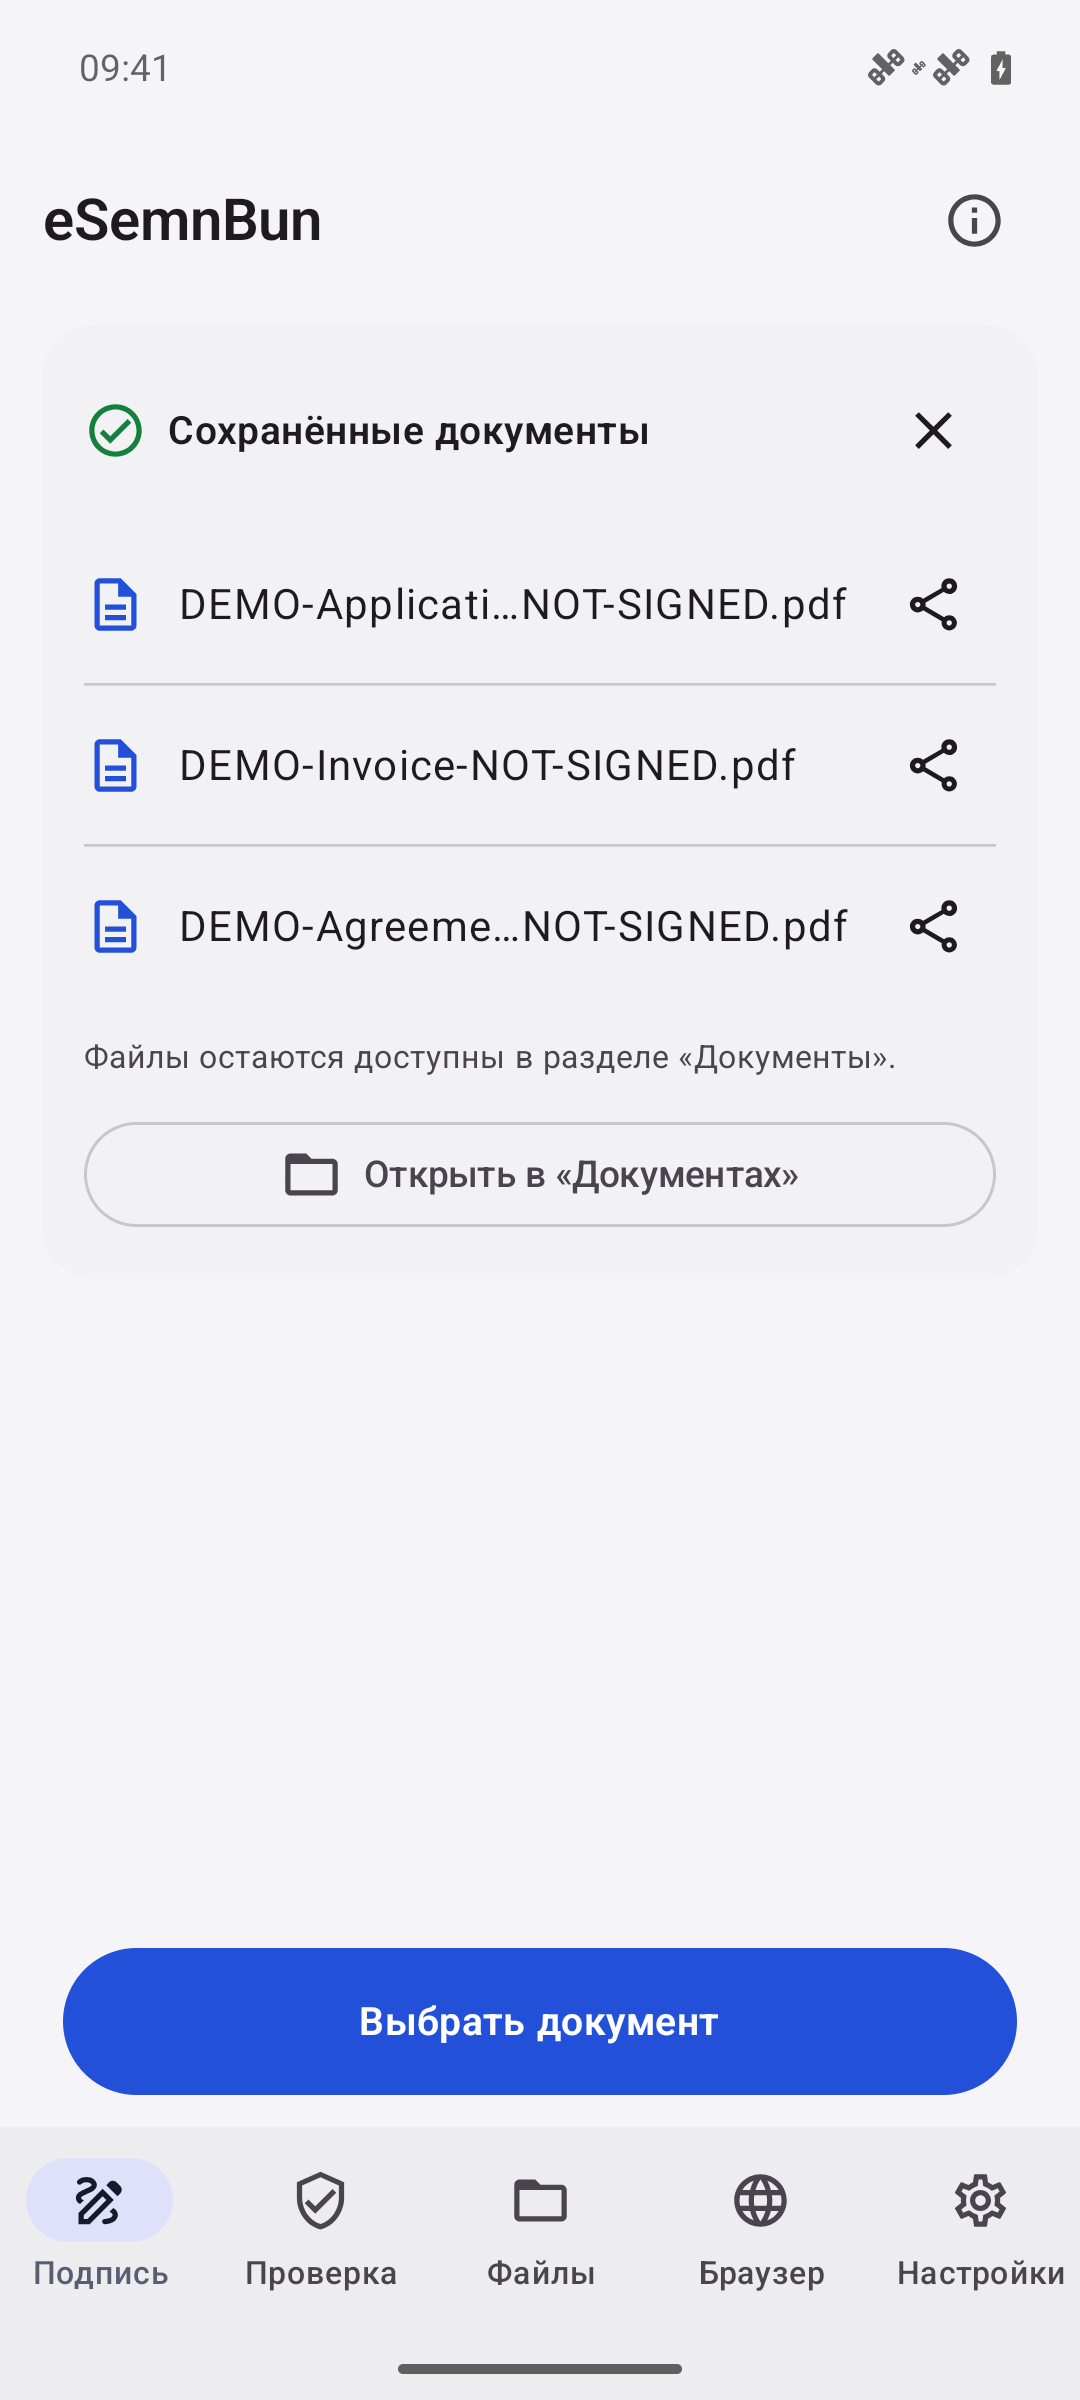 09:41
eSemnBun
Сохранённые документы
DEMO-Applicati…NOT-SIGNED.pdf
DEMO-Invoice-NOT-SIGNED.pdf
DEMO-Agreeme…NOT-SIGNED.pdf
Файлы остаются доступны в разделе «Документы».
Открыть в «Документах»
Выбрать документ
Подпись
Проверка
Файлы
Браузер
Настройки